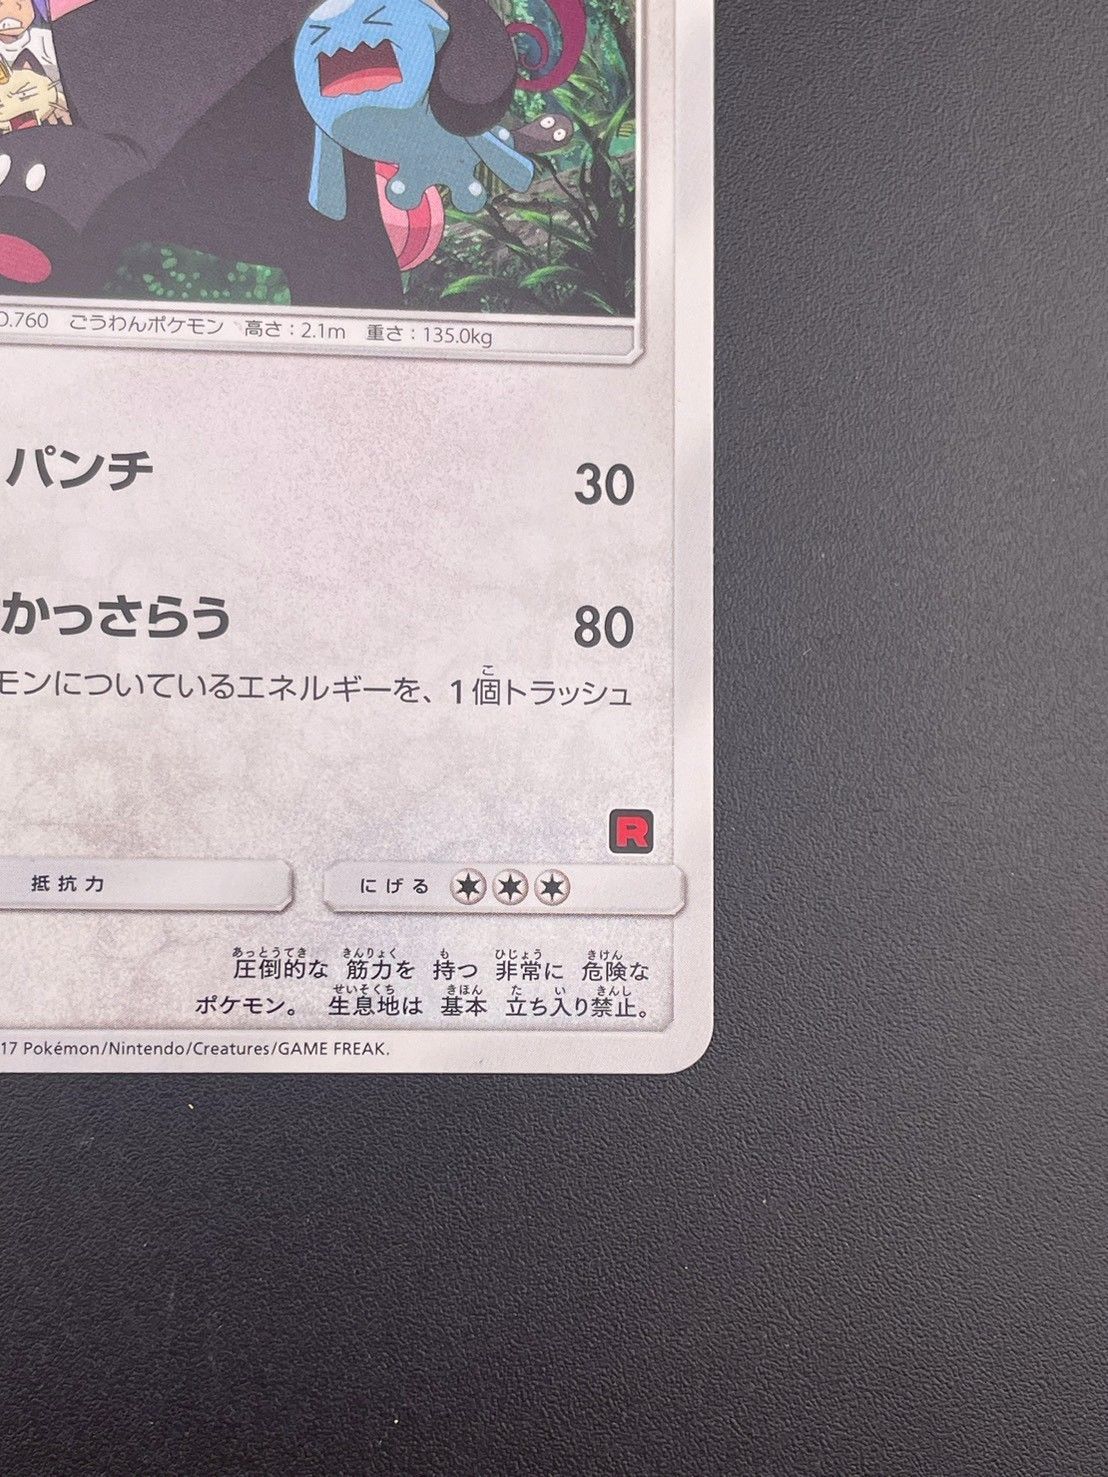 O.760 ごうわんポケモン 高さ：2.1m 重さ：135.0kg
パンチ 30
かっさらう 80
モンについているエネルギーを、1個トラッシュ
こ
R
抵抗力 にげる
あっとうてき きんりょく も ひじょう きけん
圧倒的な 筋力を 持つ 非常に 危険な
せいそくち きほん た い きんし
ポケモン。 生息地は 基本 立ち入り禁止。
17 Pokémon/Nintendo/Creatures/GAME FREAK.